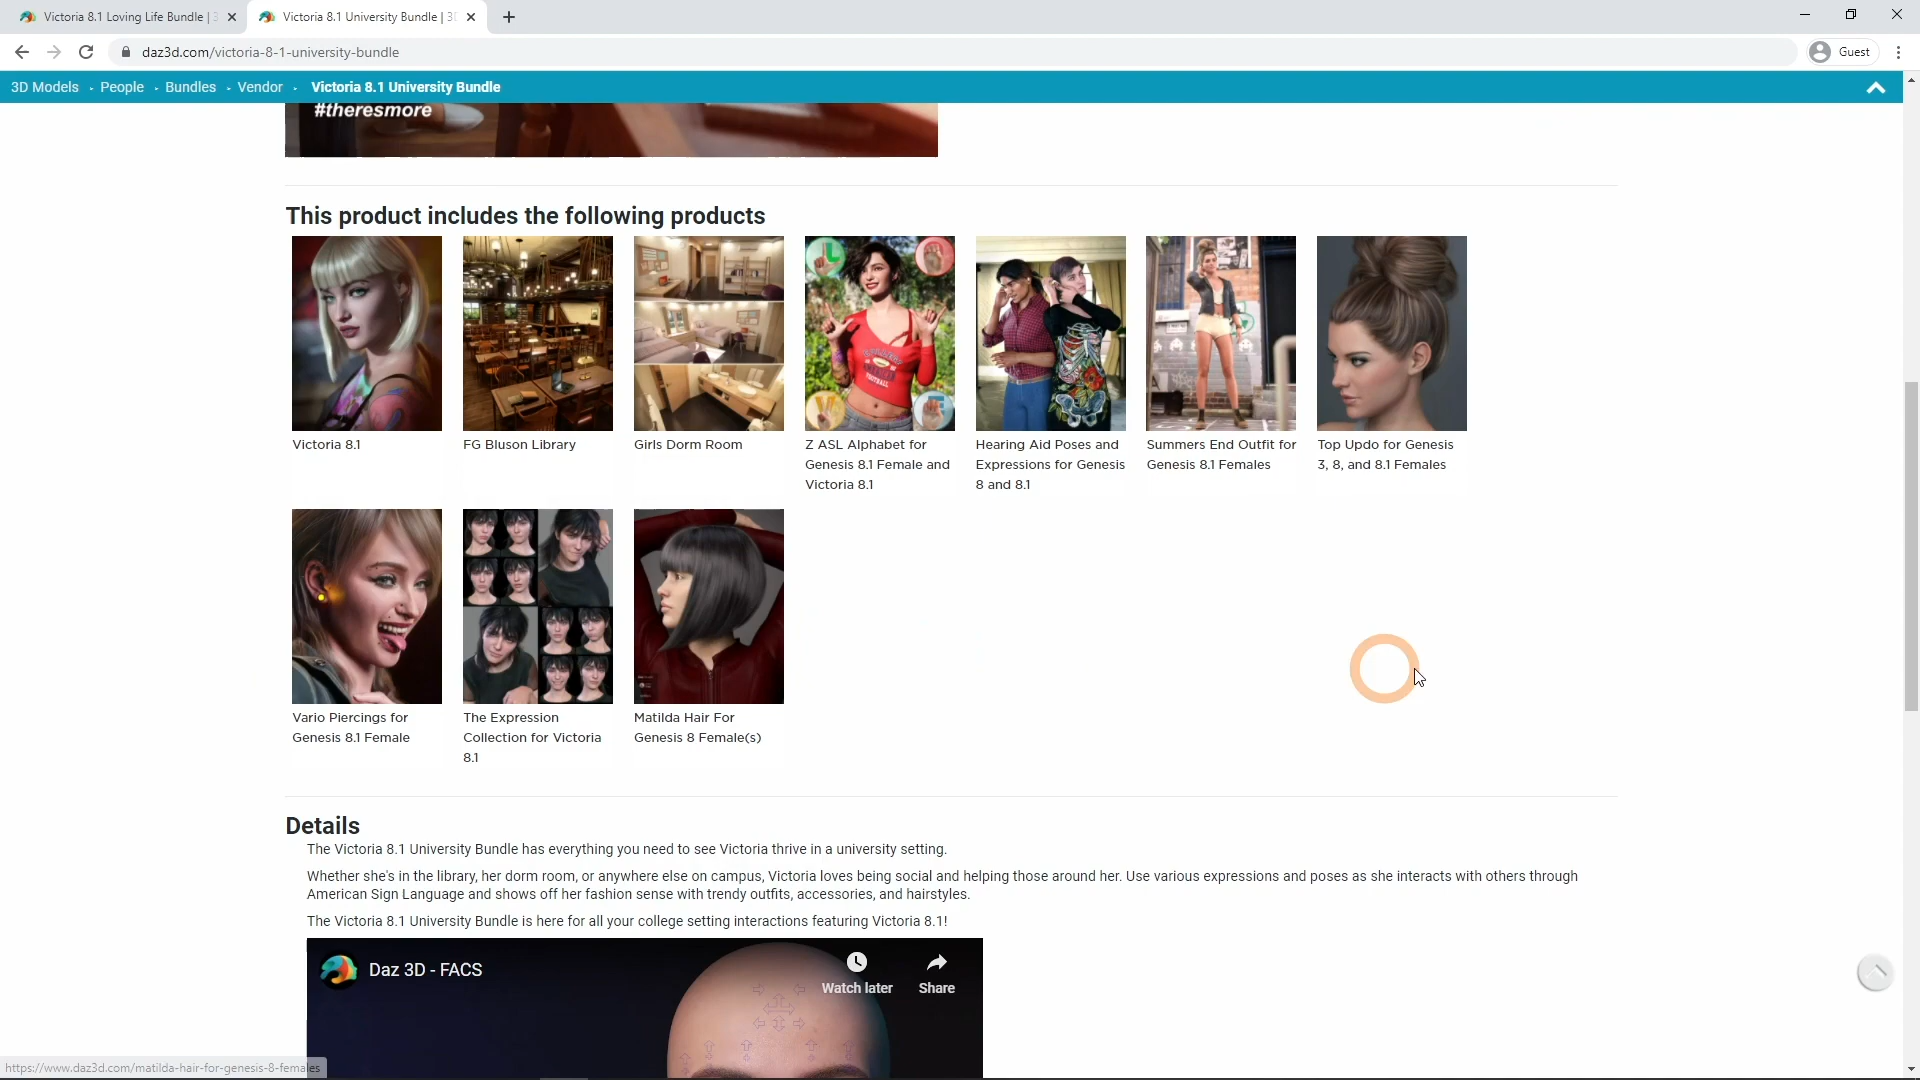 Victoria 8.1 Loving Life Bundle | 3
Victoria 8.1 University Bundle | 3D
daz3d.com/victoria-8-1-university-bundle
Guest
3D Models People Bundles Vendor Victoria 8.1 University Bundle
#theresmore
This product includes the following products
Victoria 8.1
FG Bluson Library
Girls Dorm Room
Z ASL Alphabet for
Genesis 8.1 Female and
Victoria 8.1
Hearing Aid Poses and
Expressions for Genesis
8 and 8.1
Summers End Outfit for
Genesis 8.1 Females
Top Updo for Genesis
3, 8, and 8.1 Females
Vario Piercings for
Genesis 8.1 Female
The Expression
Collection for Victoria
8.1
Matilda Hair For
Genesis 8 Female(s)
Details
The Victoria 8.1 University Bundle has everything you need to see Victoria thrive in a university setting.
Whether she's in the library, her dorm room, or anywhere else on campus, Victoria loves being social and helping those around her. Use various expressions and poses as she interacts with others through
American Sign Language and shows off her fashion sense with trendy outfits, accessories, and hairstyles.
The Victoria 8.1 University Bundle is here for all your college setting interactions featuring Victoria 8.1!
Daz 3D - FACS
Watch later
Share
https://www.daz3d.com/matilda-hair-for-genesis-8-females